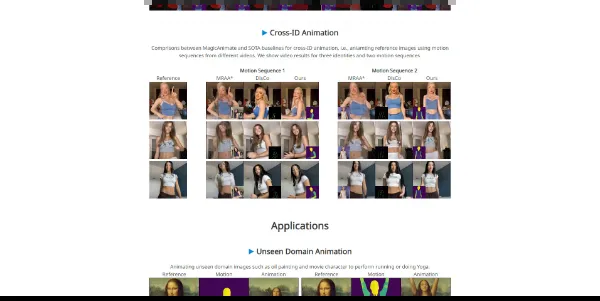 Cross-ID Animation
Comparisons between MagicAnimate and SOTA baselines for cross-ID animation, i.e., animating reference images using motion
sequences from different videos. We show video results for three identities and two motion sequences
Motion Sequence 1 Motion Sequence 2
Reference MRAA* DisCo Ours MRAA* DisCo Ours
Applications
Unseen Domain Animation
Animating unseen domain images such as oil painting and movie character to perform running or doing Yoga.
Reference Motion Animation Reference Motion Animation